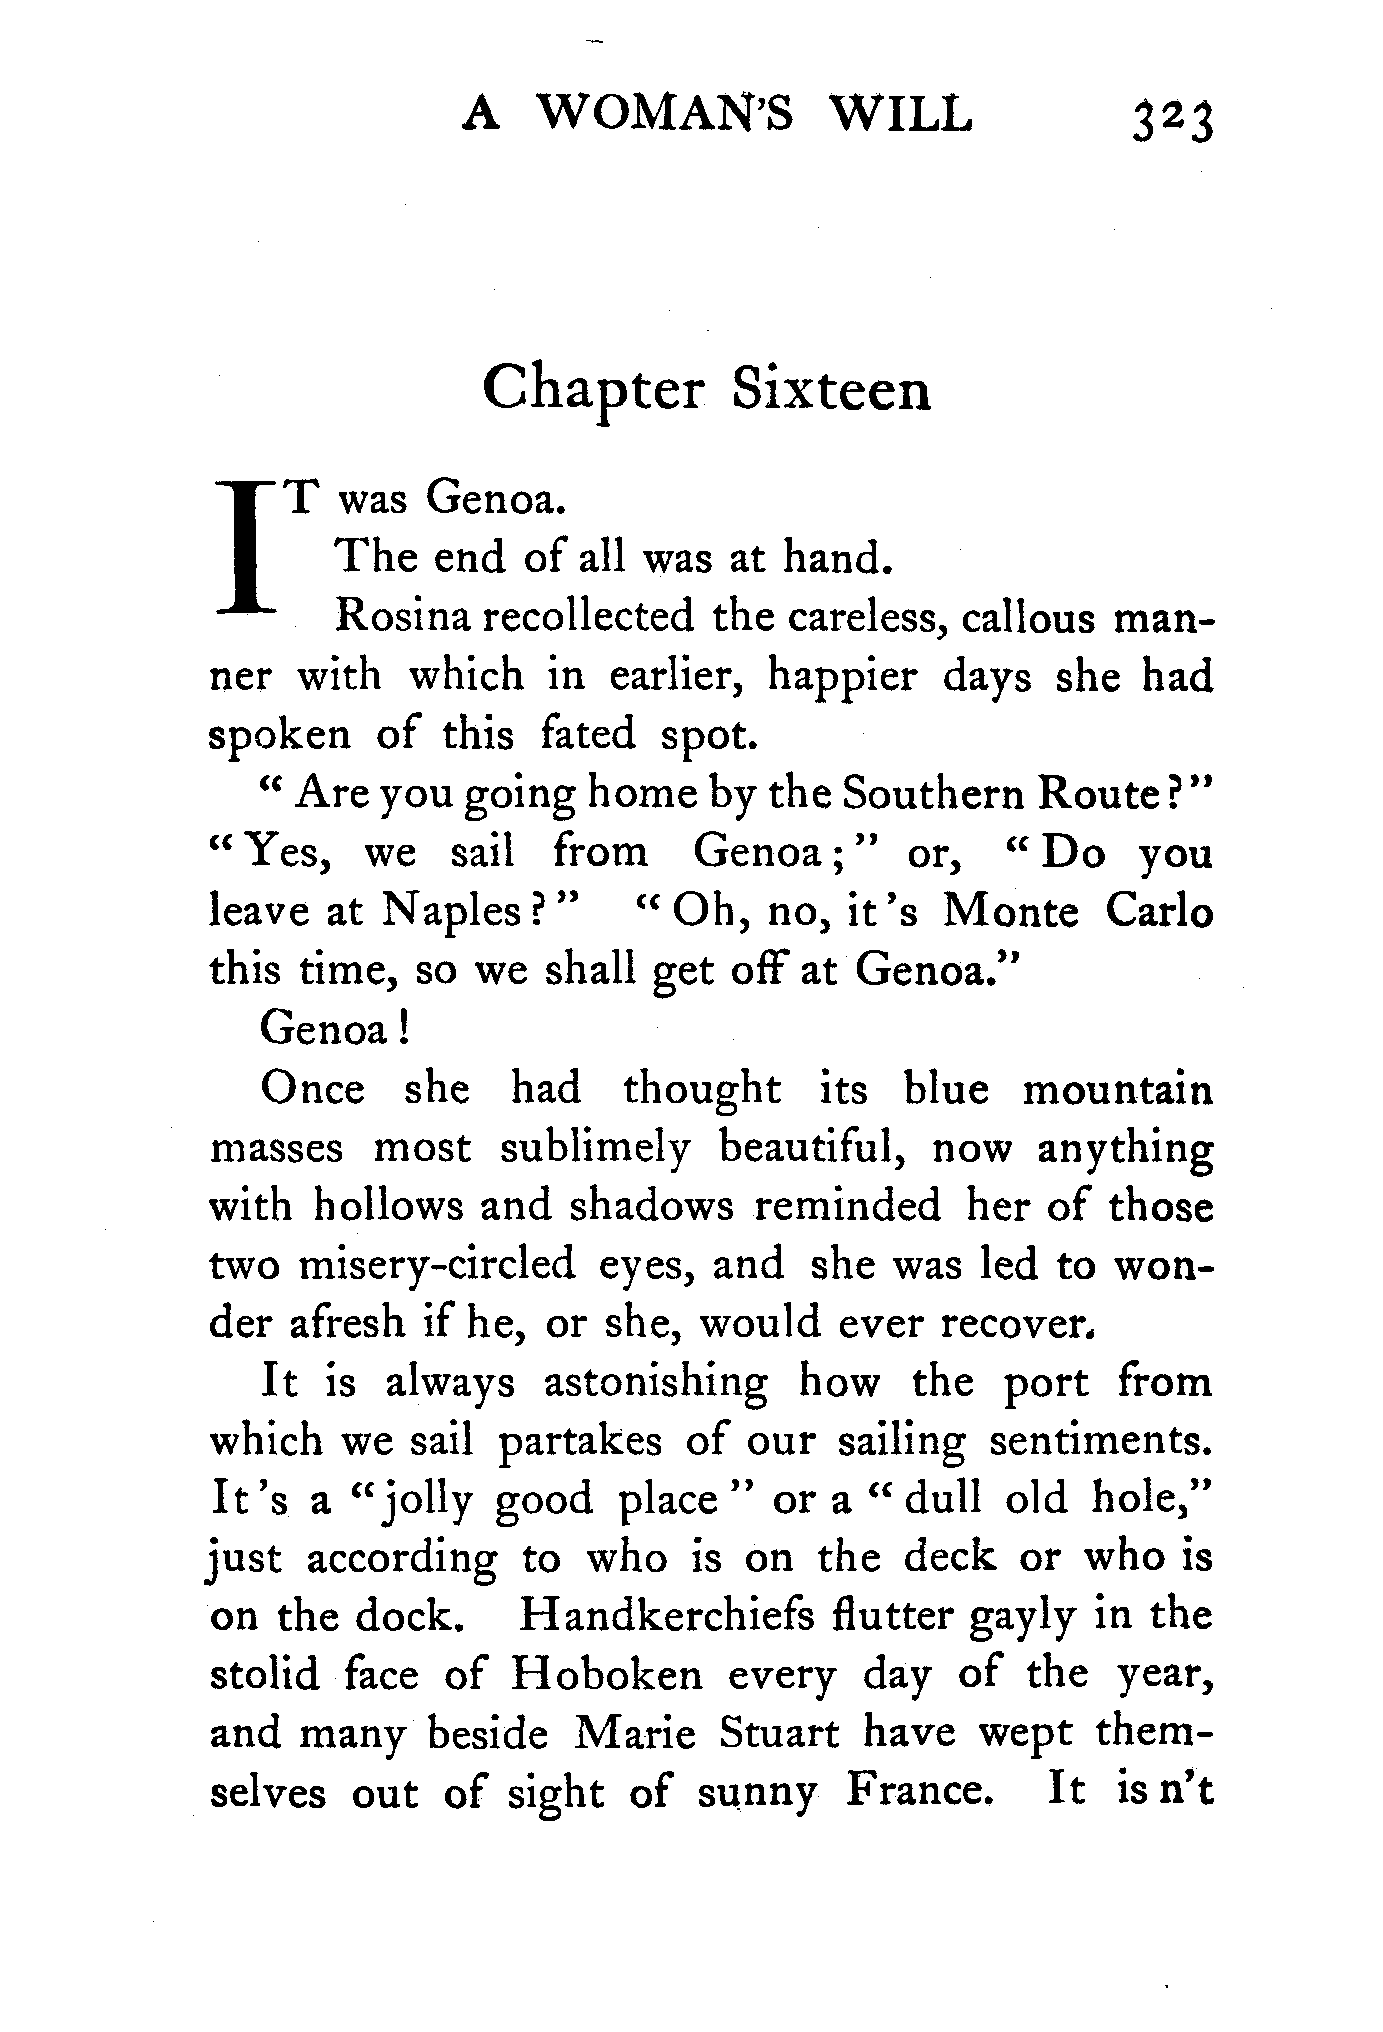 A WOMAN'S WILL 323
Chapter Sixteen
IT was Genoa.
The end of all was at hand.
Rosina recollected the careless, callous man-
ner with which in earlier, happier days she had
spoken of this fated spot.
“ Are you going home by the Southern Route ? ”
“ Yes, we sail from Genoa ; ” or, “ Do you
leave at Naples ? ” “ Oh, no, it 's Monte Carlo
this time, so we shall get off at Genoa.”
Genoa !
Once she had thought its blue mountain
masses most sublimely beautiful, now anything
with hollows and shadows reminded her of those
two misery-circled eyes, and she was led to won-
der afresh if he, or she, would ever recover.
It is always astonishing how the port from
which we sail partakes of our sailing sentiments.
It 's a “ jolly good place ” or a “ dull old hole,”
just according to who is on the deck or who is
on the dock. Handkerchiefs flutter gayly in the
stolid face of Hoboken every day of the year,
and many beside Marie Stuart have wept them-
selves out of sight of sunny France. It is n't